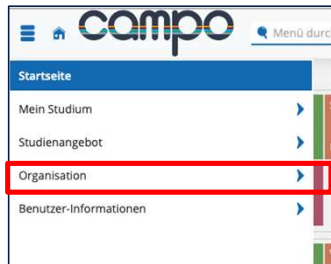 campo
Menü durc
Startseite
Mein Studium
Studienangebot
Organisation
Benutzer-Informationen